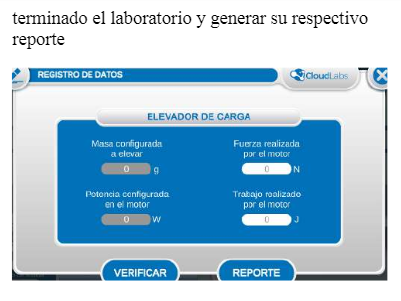 terminado el laboratorio y generar su respectivo
reporte
REGISTRO DE DATOS
CloudLabs
ELEVADOR DE CARGA
Masa configurada
a elevar
0 g
Fuerza realizada
por el motor
0 N
Potencia configurada
en el motor
0 W
Trabajo realizado
por el motor
0 J
VERIFICAR
REPORTE